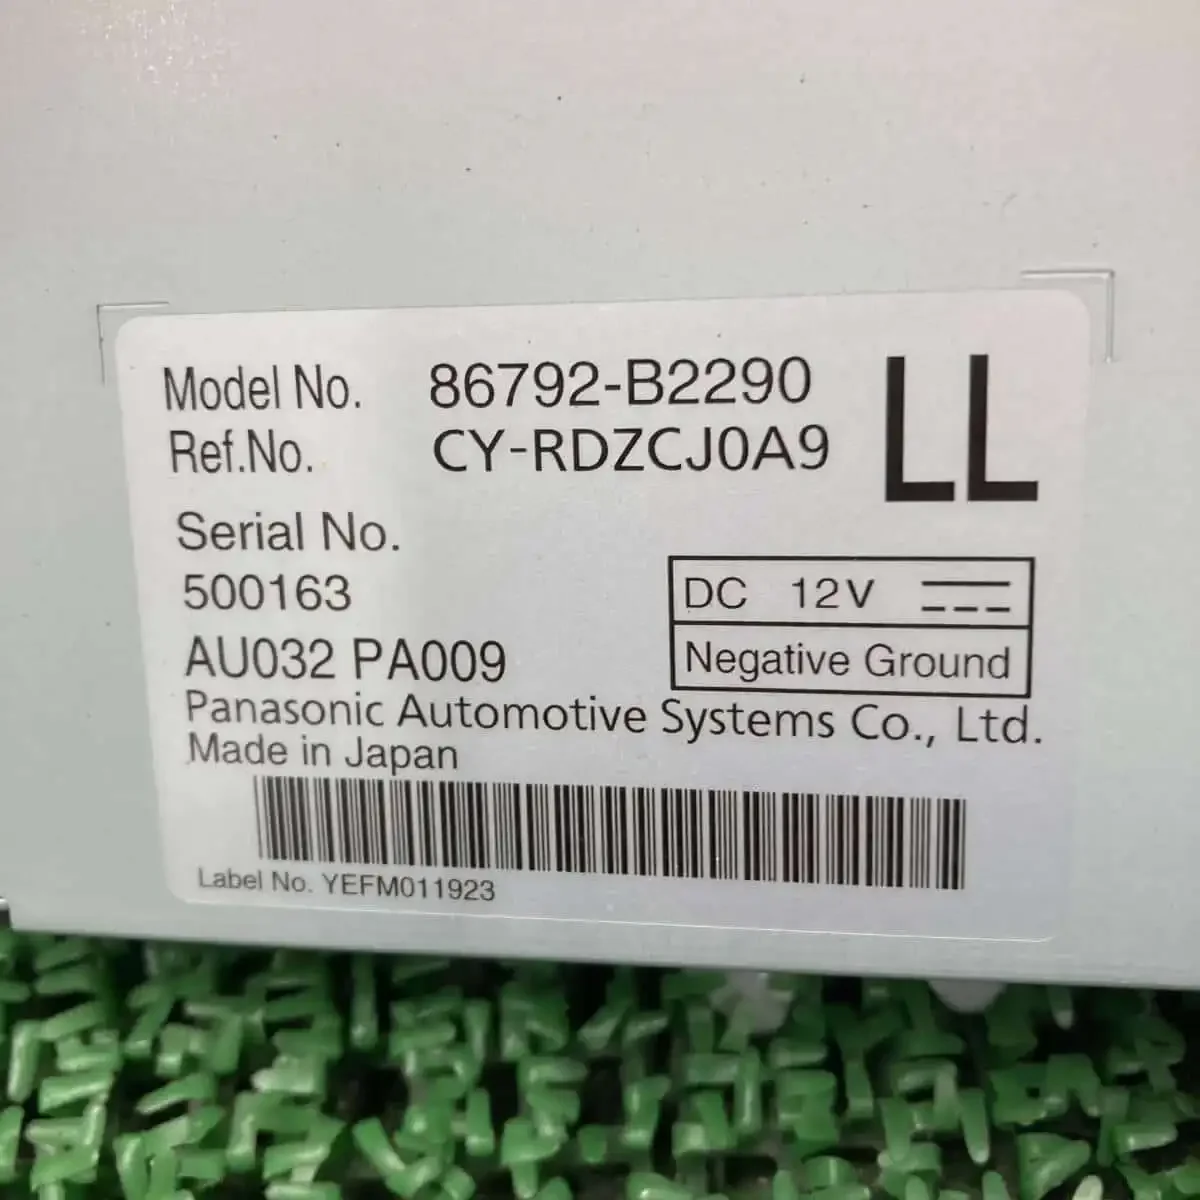 Model No. 86792-B2290
LL
Ref.No. CY-RDZCJ0A9
Serial No.
500163
DC 12V
AU032 PA009
Negative Ground
Panasonic Automotive Systems Co., Ltd.
Made in Japan
Label No. YEFM011923